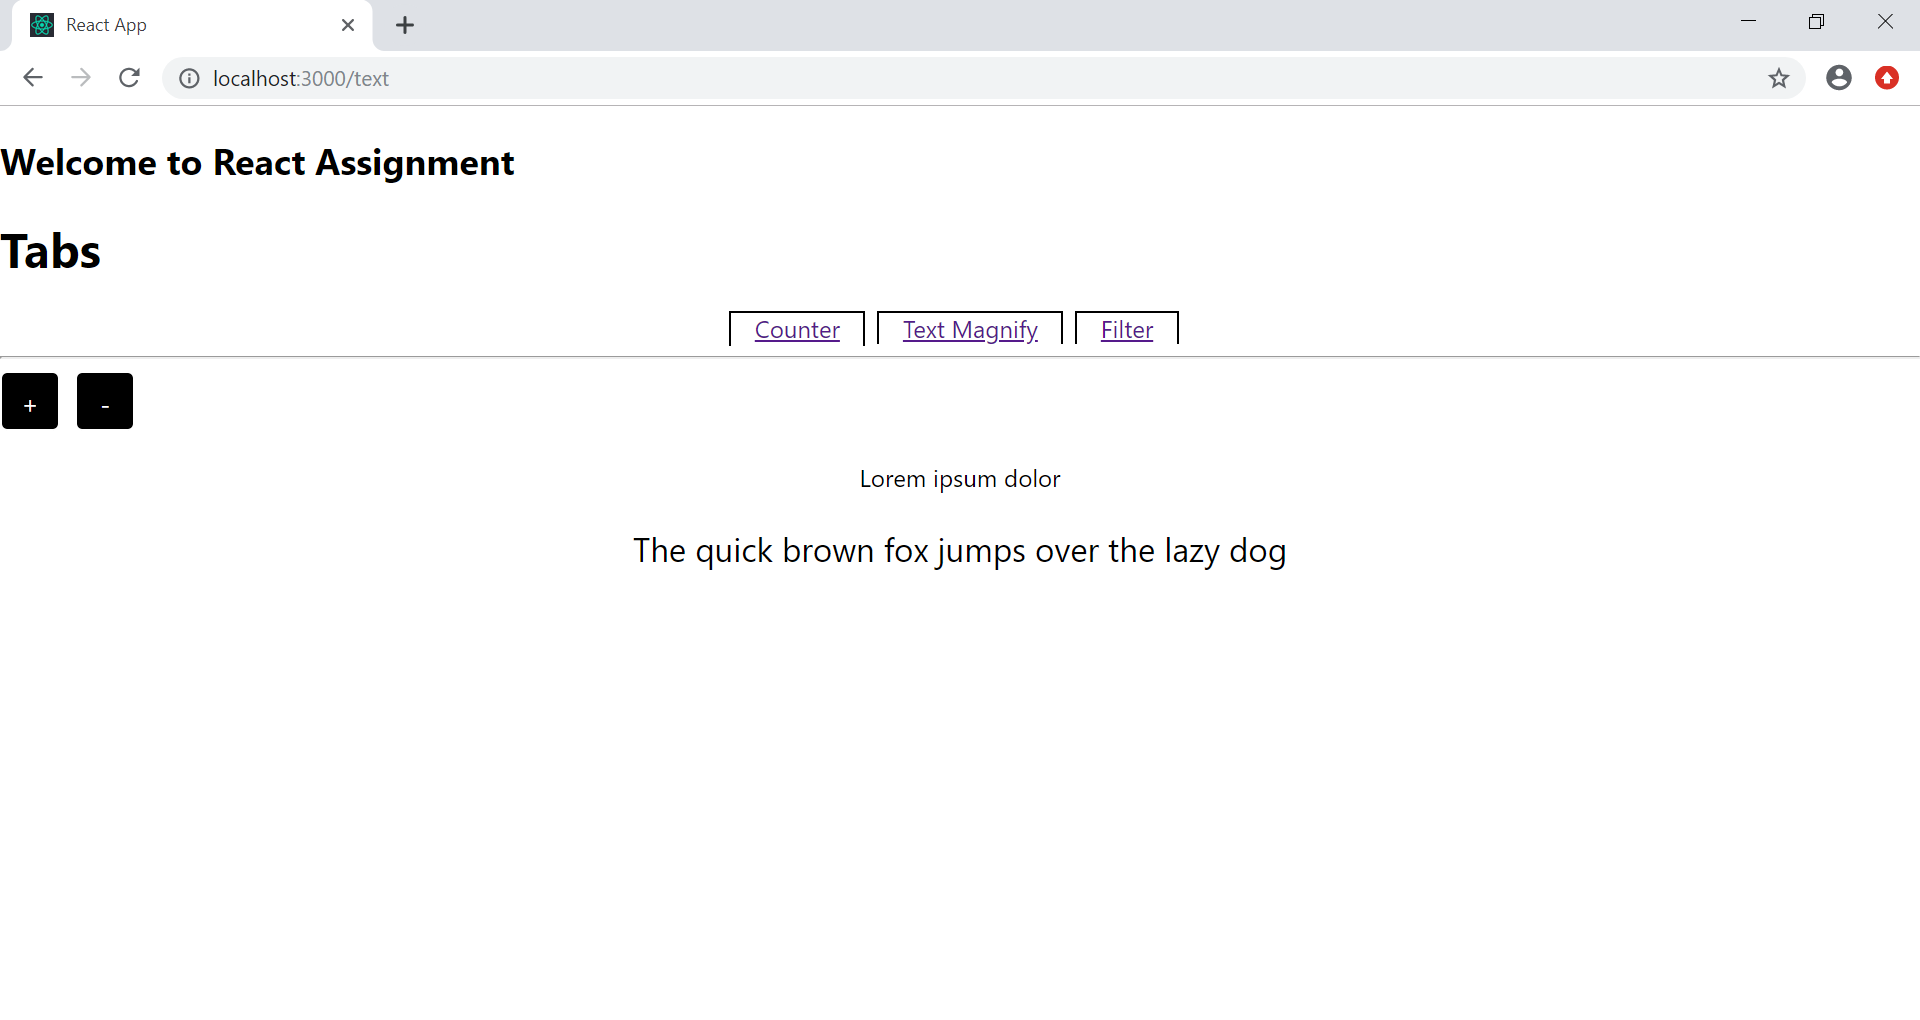 React App
localhost:3000/text
Welcome to React Assignment
Tabs
Counter Text Magnify Filter
+ -
Lorem ipsum dolor
The quick brown fox jumps over the lazy dog